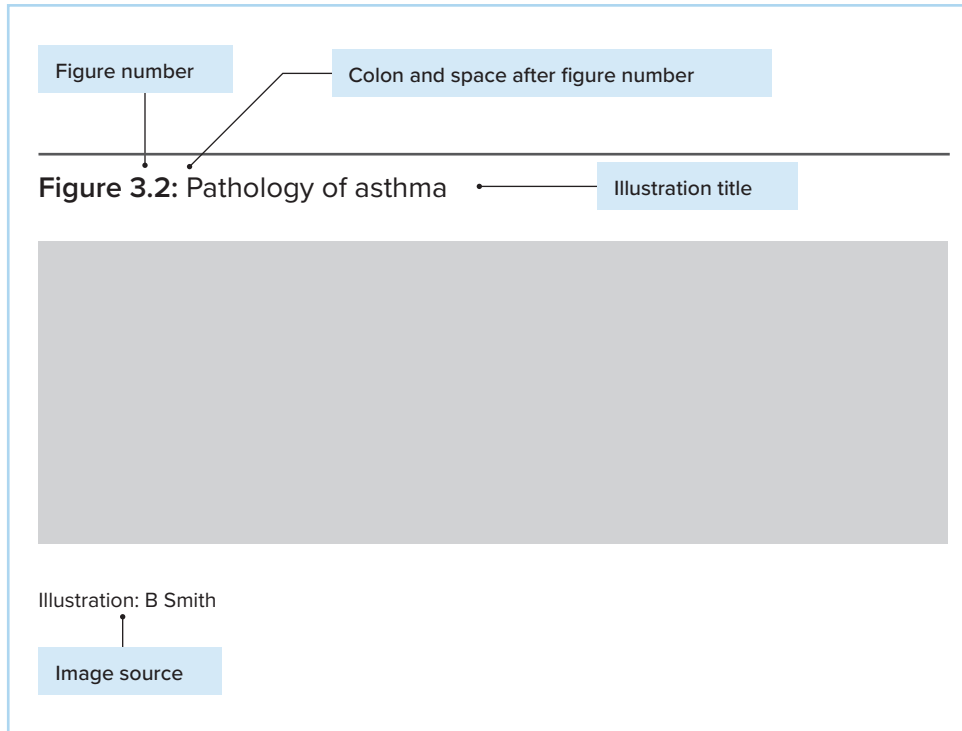 Figure number
Colon and space after figure number
Figure 3.2: Pathology of asthma
Illustration title
Illustration: B Smith
Image source